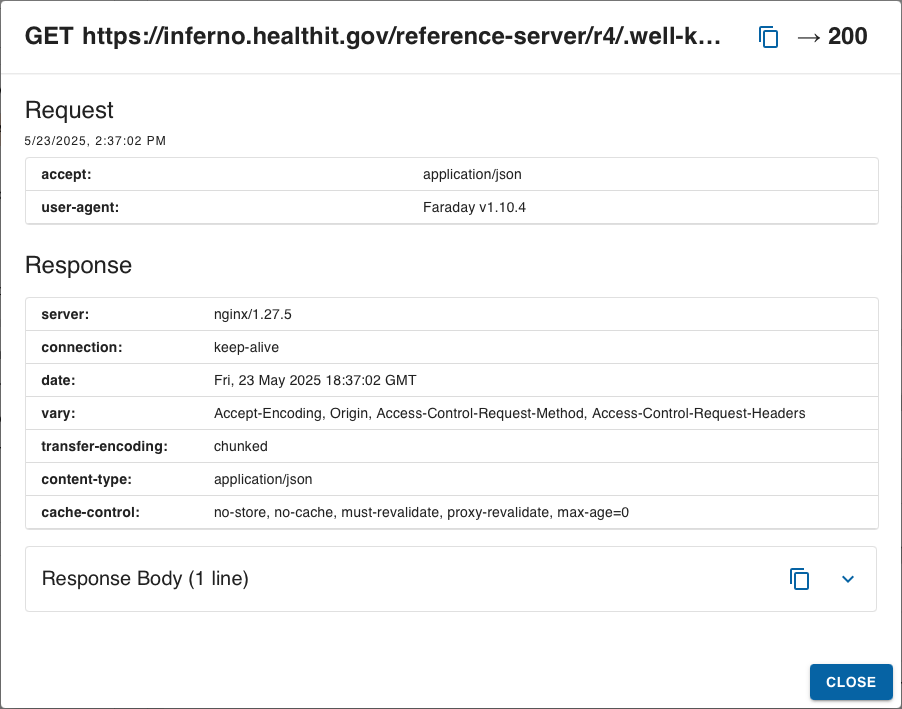 GET https://inferno.healthit.gov/reference-server/r4/.well-k... → 200
Request
5/23/2025, 2:37:02 PM
accept: application/json
user-agent: Faraday v1.10.4
Response
server: nginx/1.27.5
connection: keep-alive
date: Fri, 23 May 2025 18:37:02 GMT
vary: Accept-Encoding, Origin, Access-Control-Request-Method, Access-Control-Request-Headers
transfer-encoding: chunked
content-type: application/json
cache-control: no-store, no-cache, must-revalidate, proxy-revalidate, max-age=0
Response Body (1 line)
CLOSE